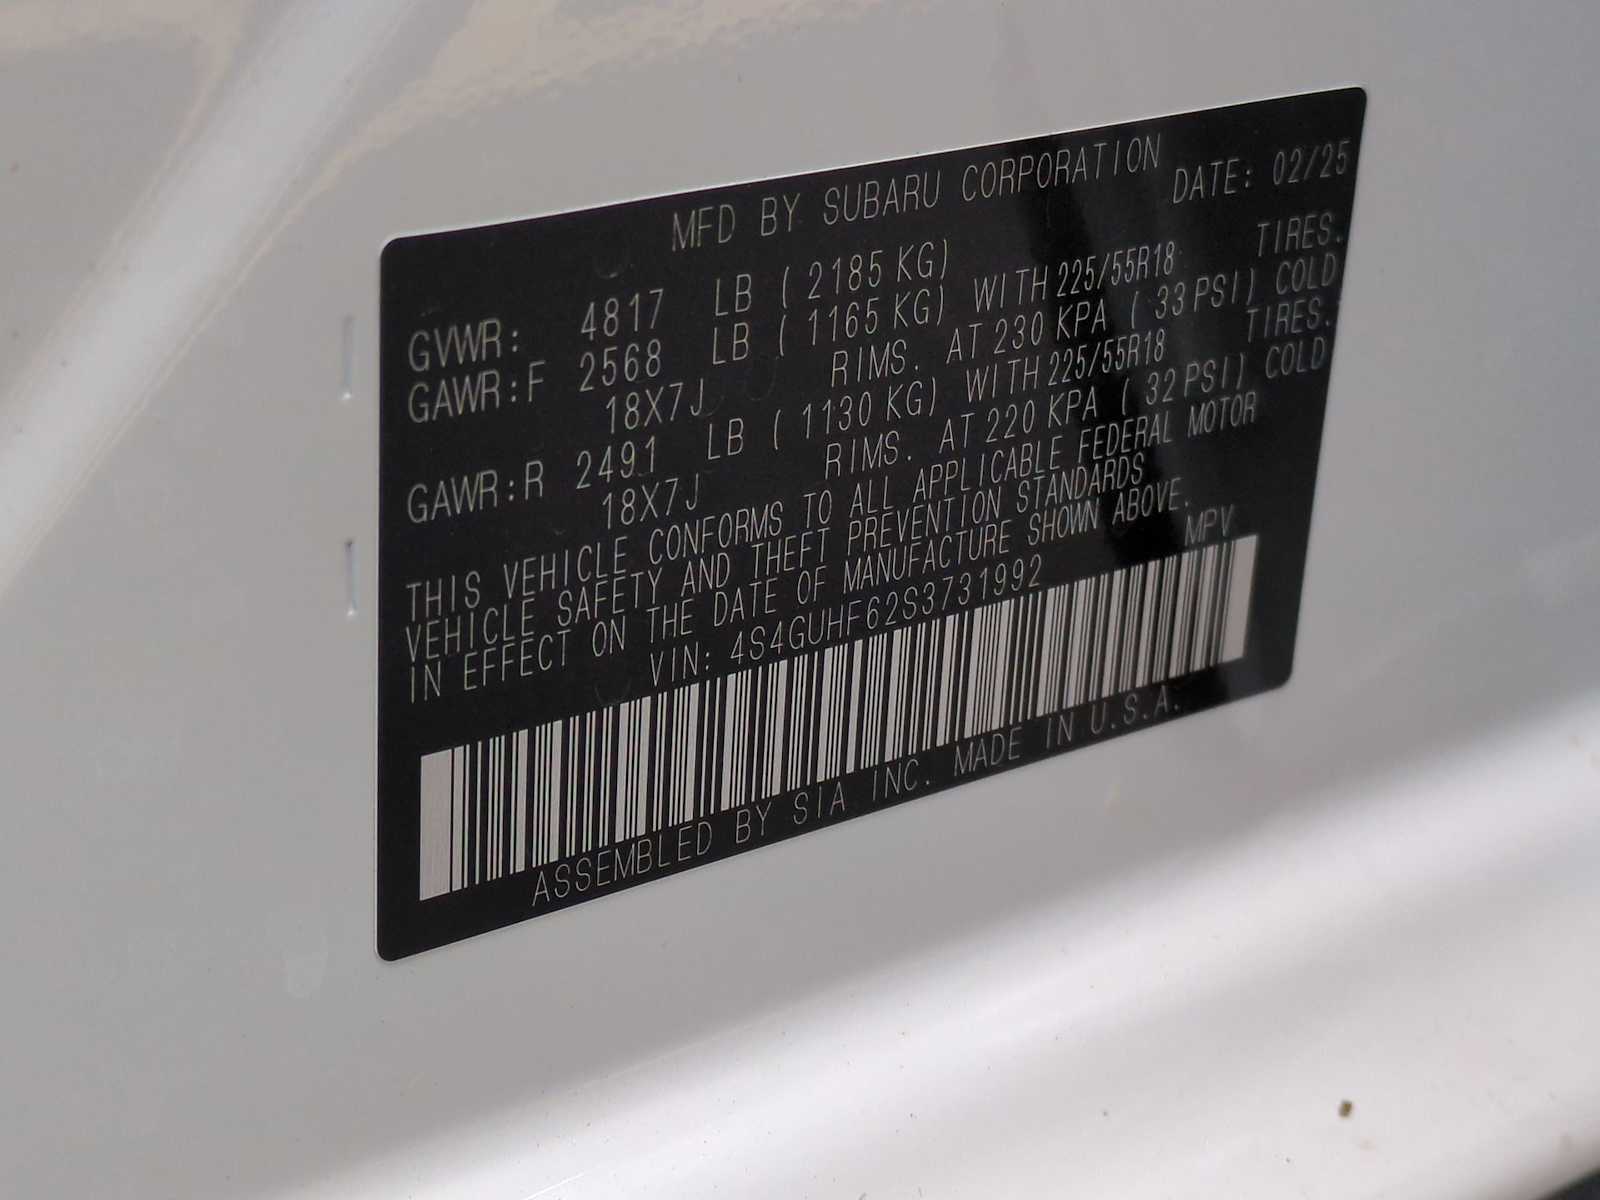 MFD BY SUBARU CORPORATION DATE: 02/25
GVWR: 4817 LB ( 2185 KG)
GAWR:F 2568 LB ( 1165 KG) WITH 225/55R18 TIRES.
18X7J RIMS. AT 230 KPA ( 33 PSI) COLD
GAWR:R 2491 LB ( 1130 KG) WITH 225/55R18 TIRES.
18X7J RIMS. AT 220 KPA ( 32 PSI) COLD
THIS VEHICLE CONFORMS TO ALL APPLICABLE FEDERAL MOTOR
VEHICLE SAFETY AND THEFT PREVENTION STANDARDS
IN EFFECT ON THE DATE OF MANUFACTURE SHOWN ABOVE.
VIN: 4S4GUHF62S3731992 MPV
ASSEMBLED BY SIA INC. MADE IN U.S.A.